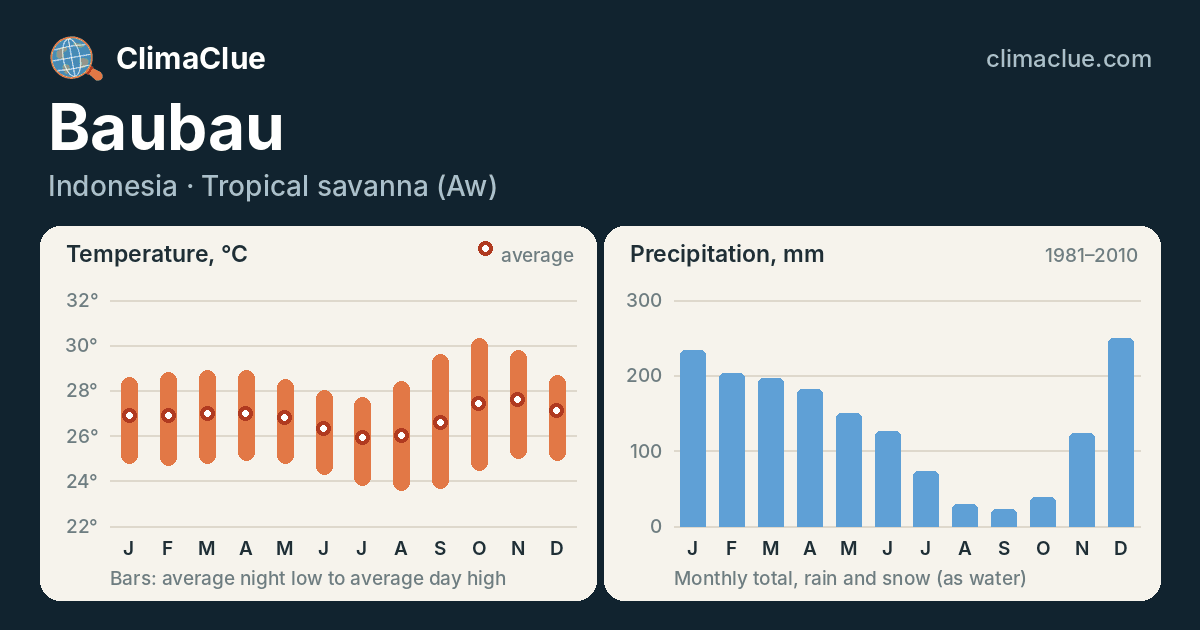 ClimaClue
climaclue.com
Baubau
Indonesia · Tropical savanna (Aw)
Temperature, °C
average
32°
30°
28°
26°
24°
22°
J F M A M J J A S O N D
Bars: average night low to average day high
Precipitation, mm
1981–2010
300
200
100
0
J F M A M J J A S O N D
Monthly total, rain and snow (as water)